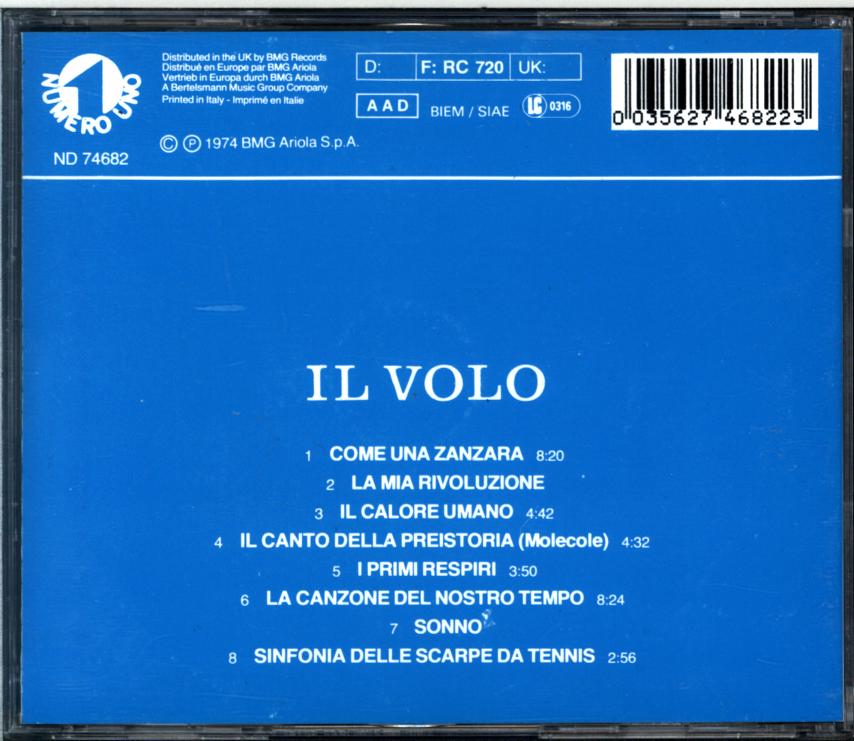 1
NUMERO UNO
ND 74682
Distributed in the UK by BMG Records
Distribué en Europe par BMG Ariola
Vertrieb in Europa durch BMG Ariola
A Bertelsmann Music Group Company
Printed in Italy - Imprimé en Italie
© ℗ 1974 BMG Ariola S.p.A.
D: F: RC 720 UK:
AAD BIEM / SIAE LC 0316
0 035627 468223
IL VOLO
1 COME UNA ZANZARA 8:20
2 LA MIA RIVOLUZIONE
3 IL CALORE UMANO 4:42
4 IL CANTO DELLA PREISTORIA (Molecole) 4:32
5 I PRIMI RESPIRI 3:50
6 LA CANZONE DEL NOSTRO TEMPO 8:24
7 SONNO
8 SINFONIA DELLE SCARPE DA TENNIS 2:56